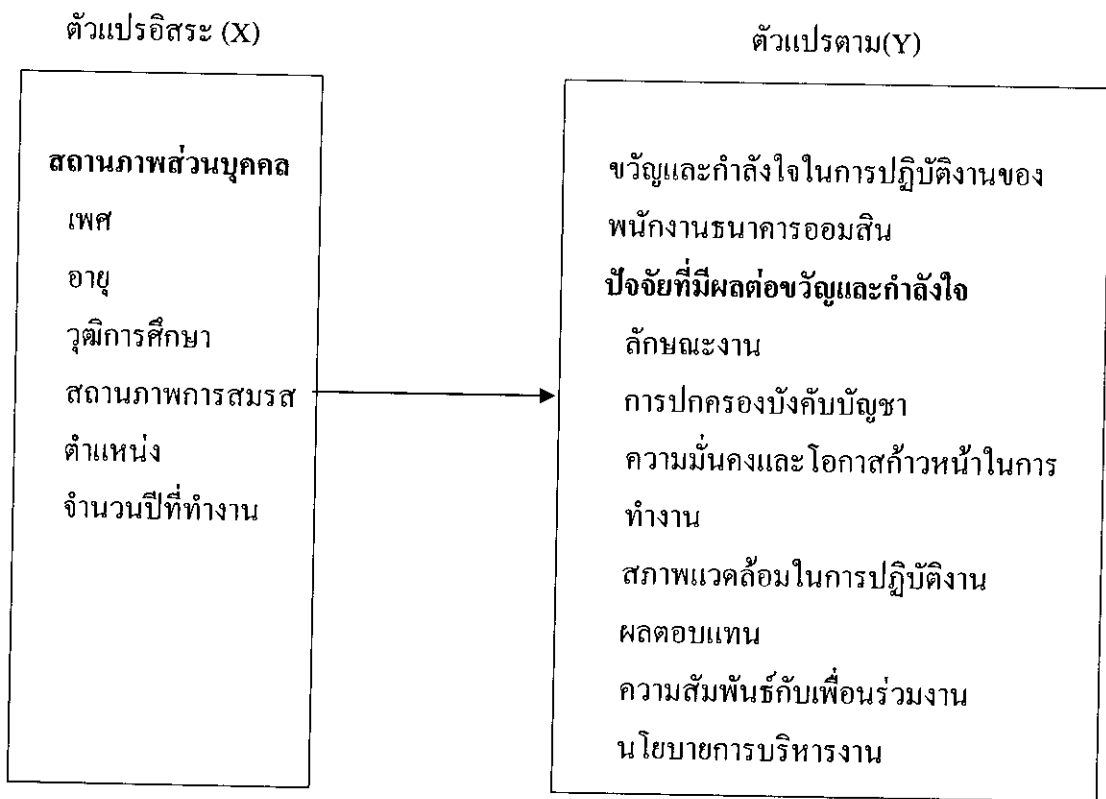 ตัวแปรอิสระ (X)
ตัวแปรตาม(Y)
สถานภาพส่วนบุคคล
เพศ
อายุ
วุฒิการศึกษา
สถานภาพการสมรส
ตำแหน่ง
จำนวนปีที่ทำงาน
ขวัญและกำลังใจในการปฏิบัติงานของ
พนักงานธนาคารออมสิน
ปัจจัยที่มีผลต่อขวัญและกำลังใจ
ลักษณะงาน
การปกครองบังคับบัญชา
ความมั่นคงและโอกาสก้าวหน้าในการ
ทำงาน
สภาพแวดล้อมในการปฏิบัติงาน
ผลตอบแทน
ความสัมพันธ์กับเพื่อนร่วมงาน
นโยบายการบริหารงาน